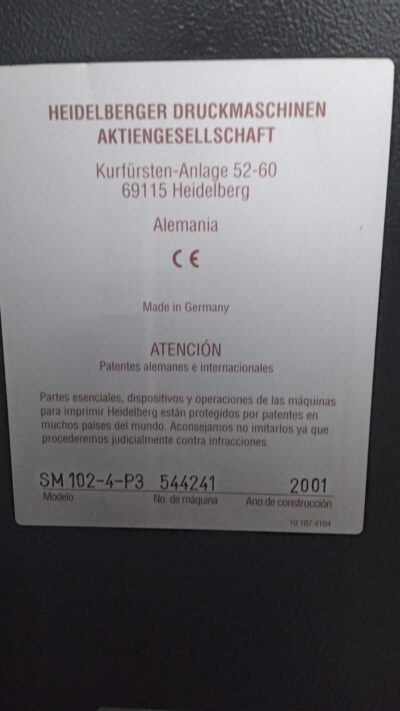 HEIDELBERGER DRUCKMASCHINEN
AKTIENGESELLSCHAFT
Kurfürsten-Anlage 52-60
69115 Heidelberg
Alemania
CE
Made in Germany
ATENCIÓN
Patentes alemanes e internacionales
Partes esenciales, dispositivos y operaciones de las máquinas
para imprimir Heidelberg están protegidos por patentes en
muchos paises del mundo. Aconsejamos no imitarlos ya que
procederemos judicialmente contra infracciones.
SM 102-4-P3 544241 2001
Modelo No. de máquina Ano de construcción
10.107.4104